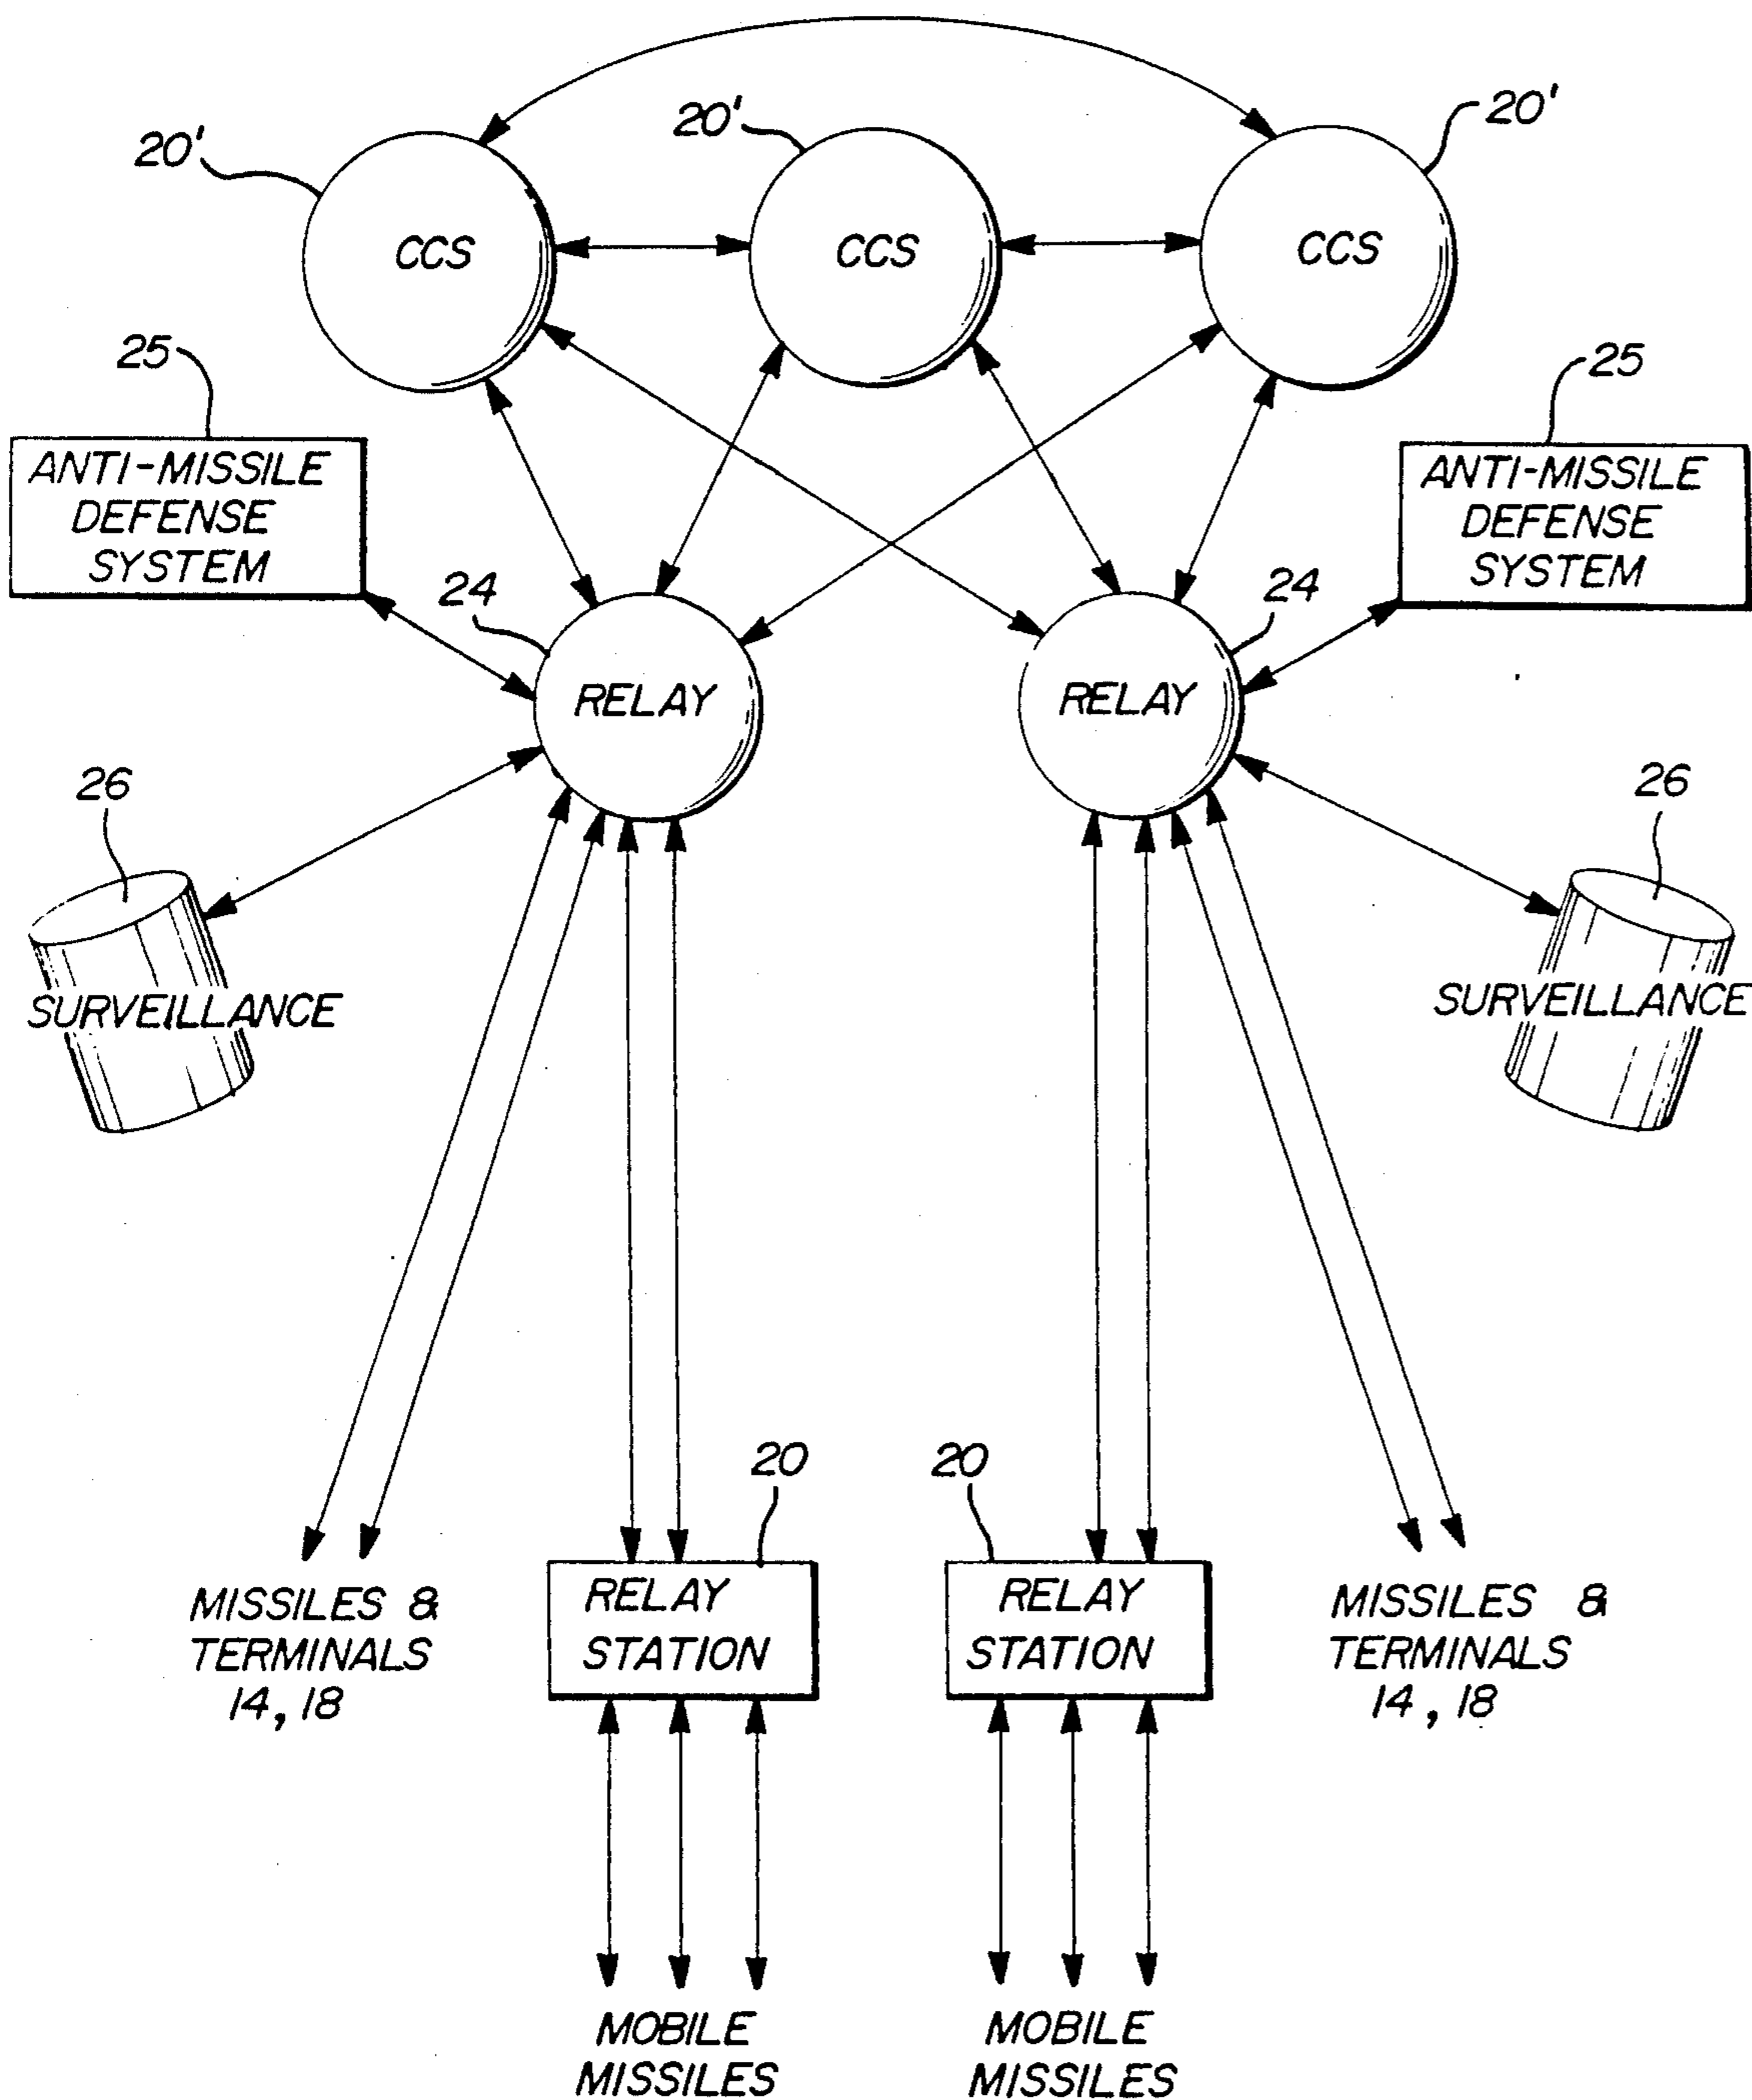 20'
20'
20'
CCS
CCS
CCS
25
25
ANTI-MISSILE
DEFENSE
SYSTEM
ANTI-MISSILE
DEFENSE
SYSTEM
24
24
RELAY
RELAY
26
26
SURVEILLANCE
SURVEILLANCE
20
20
MISSILES &
TERMINALS
14, 18
RELAY
STATION
RELAY
STATION
MISSILES &
TERMINALS
14, 18
MOBILE
MISSILES
MOBILE
MISSILES